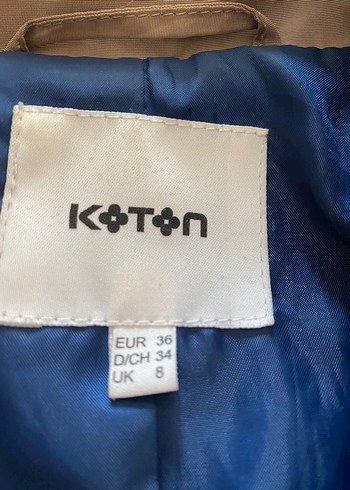 KOTON
EUR 36
D/CH 34
UK 8